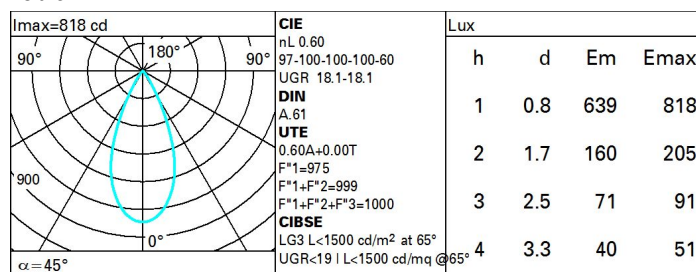 Imax=818 cd
90°
180°
90°
900
0°
α=45°
CIE
nL 0.60
97-100-100-100-60
UGR 18.1-18.1
DIN
A.61
UTE
0.60A+0.00T
F"1=975
F"1+F"2=999
F"1+F"2+F"3=1000
CIBSE
LG3 L<1500 cd/m² at 65°
UGR<19 | L<1500 cd/mq @65°
Lux
h d Em Emax
1 0.8 639 818
2 1.7 160 205
3 2.5 71 91
4 3.3 40 51